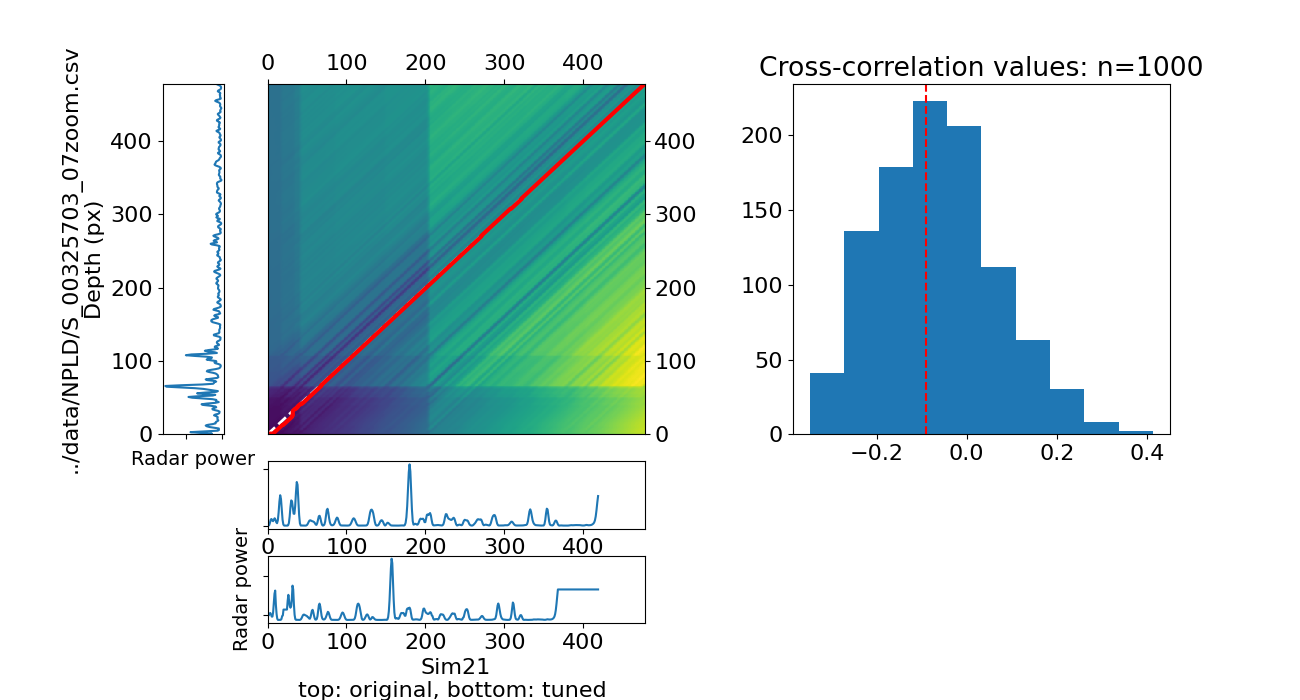 ../data/NPLD/S_00325703_07zoom.csv
Depth (px)
400
300
200
100
0
Radar power
0 100 200 300 400
400
300
200
100
0
0 100 200 300 400
Radar power
0 100 200 300 400
Sim21
top: original, bottom: tuned
Cross-correlation values: n=1000
200
150
100
50
0
−0.2 0.0 0.2 0.4